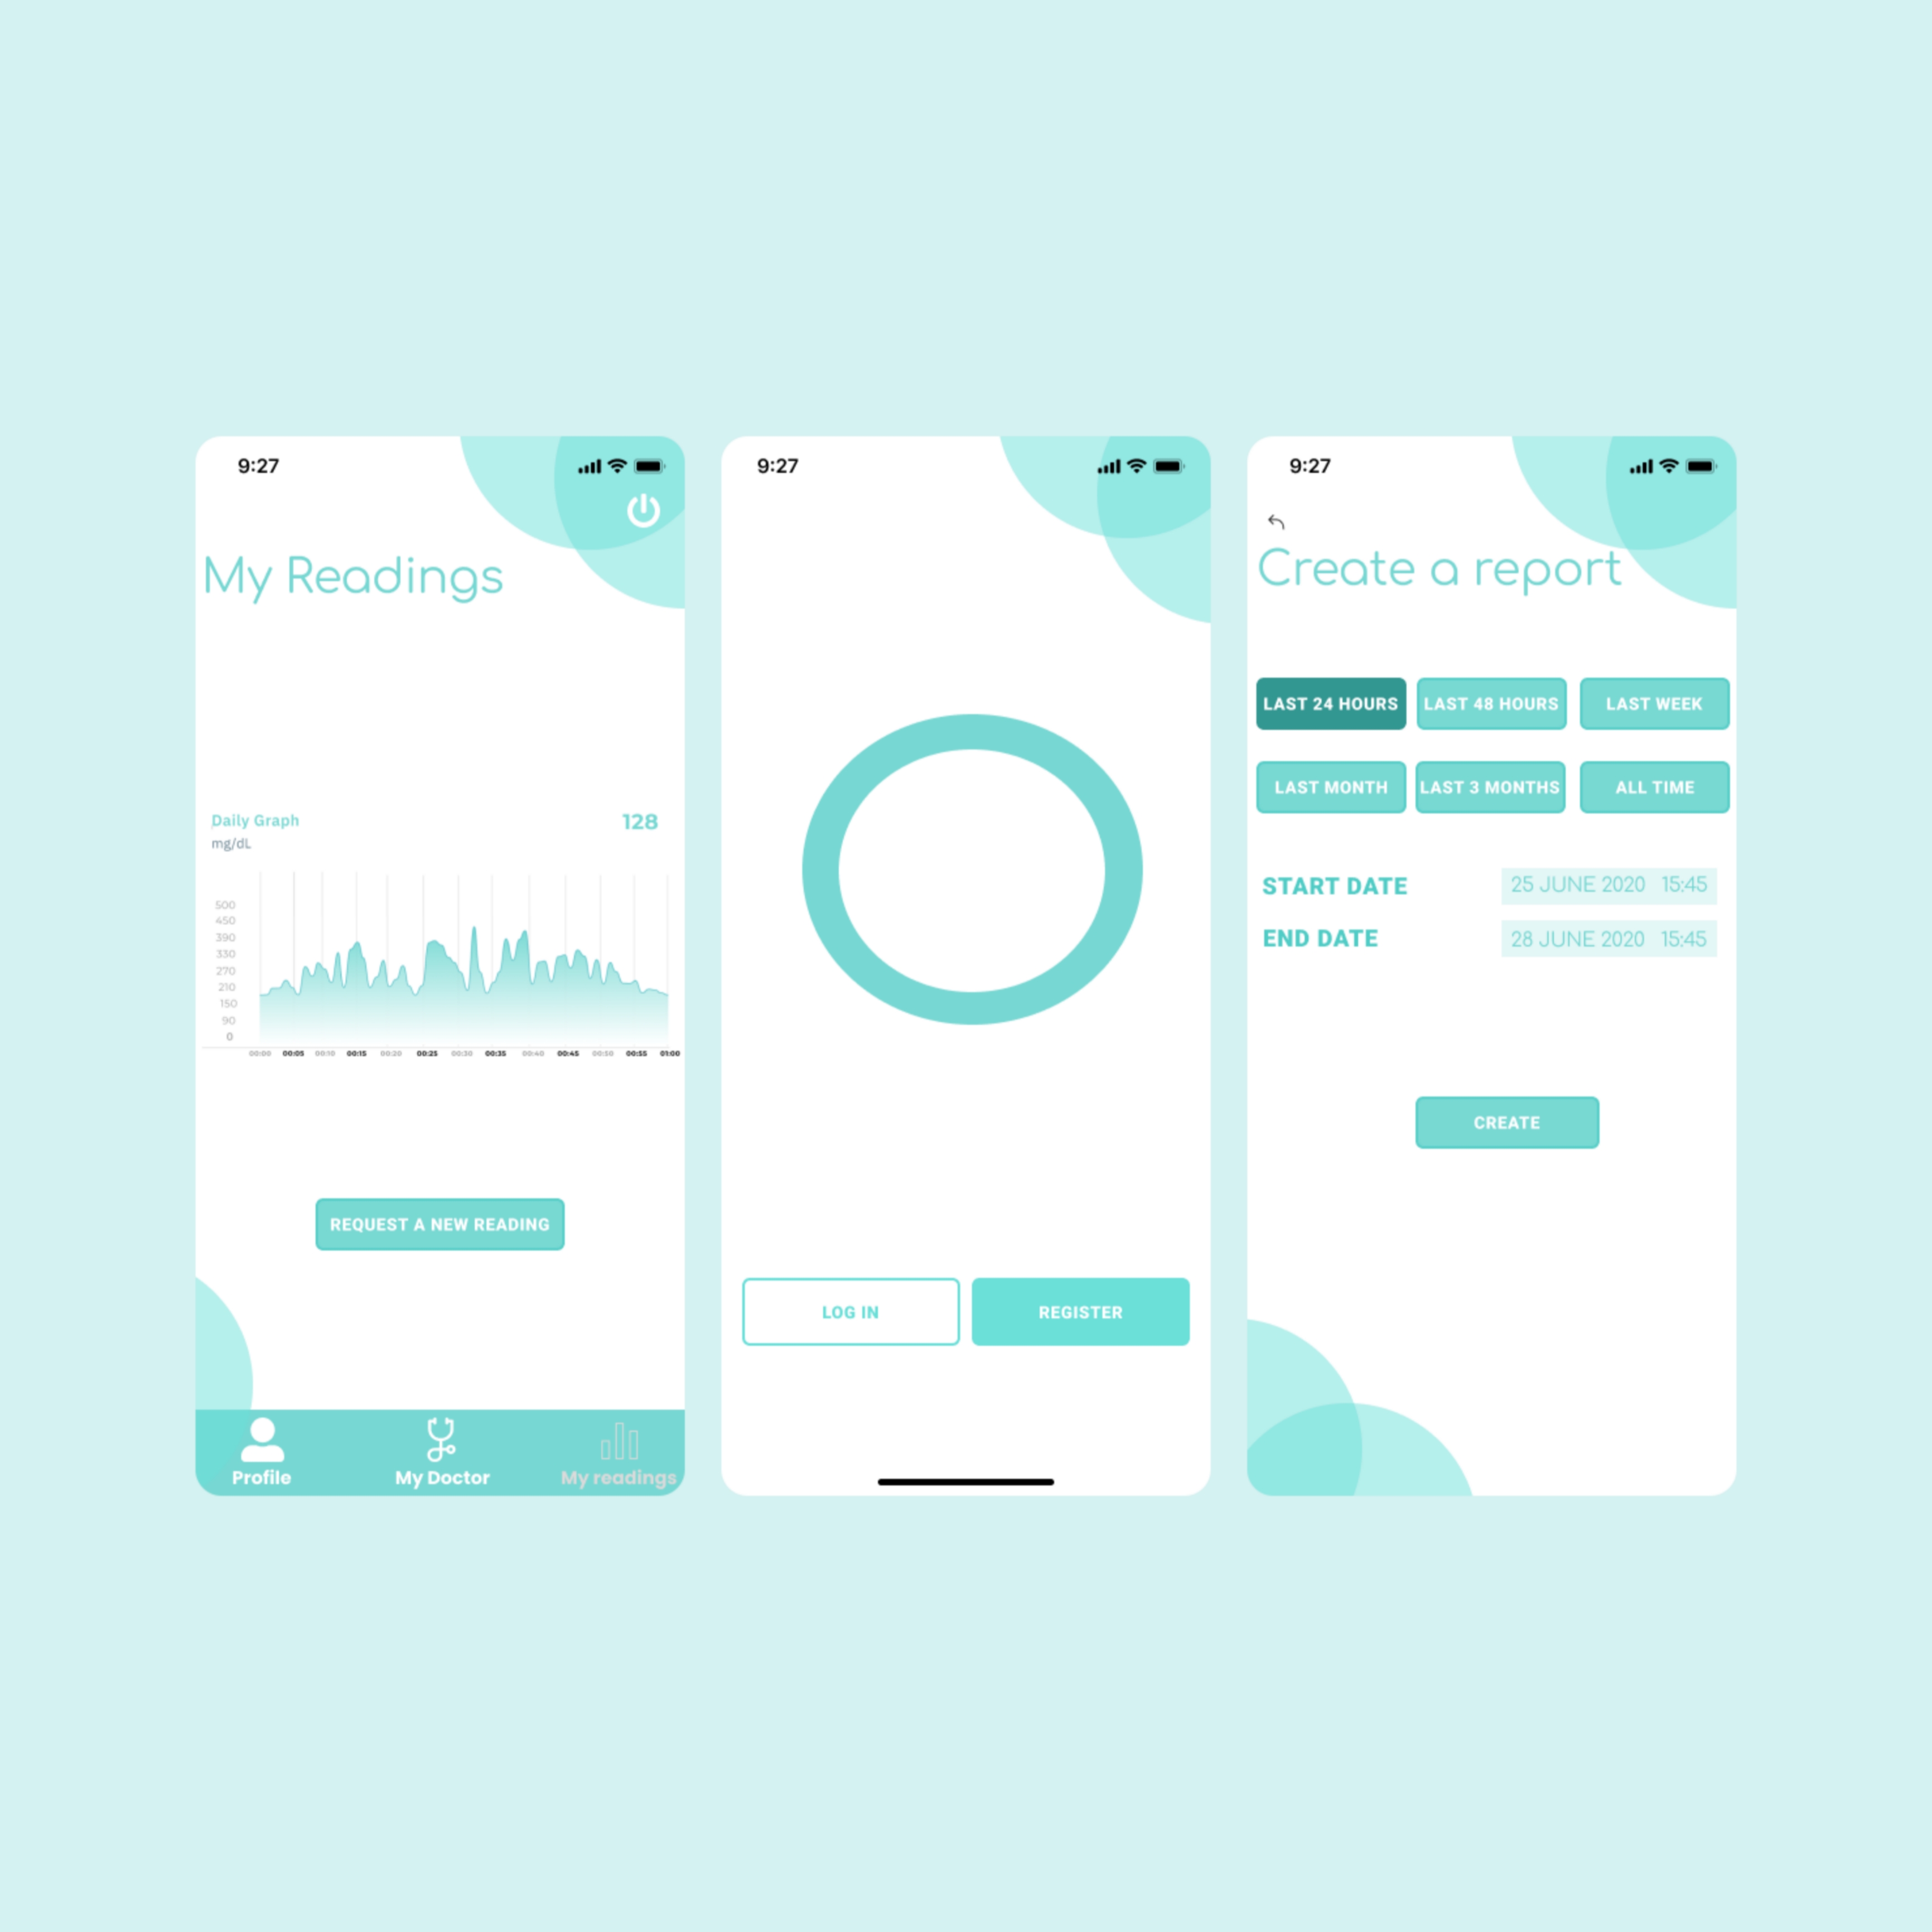 9:27
My Readings
Daily Graph 128
mg/dL
500
450
390
330
270
210
150
90
0
00:00 00:05 00:10 00:15 00:20 00:25 00:30 00:35 00:40 00:45 00:50 00:55 01:00
REQUEST A NEW READING
Profile My Doctor My readings
9:27
LOG IN REGISTER
9:27
Create a report
LAST 24 HOURS LAST 48 HOURS LAST WEEK
LAST MONTH LAST 3 MONTHS ALL TIME
START DATE 25 JUNE 2020 15:45
END DATE 28 JUNE 2020 15:45
CREATE